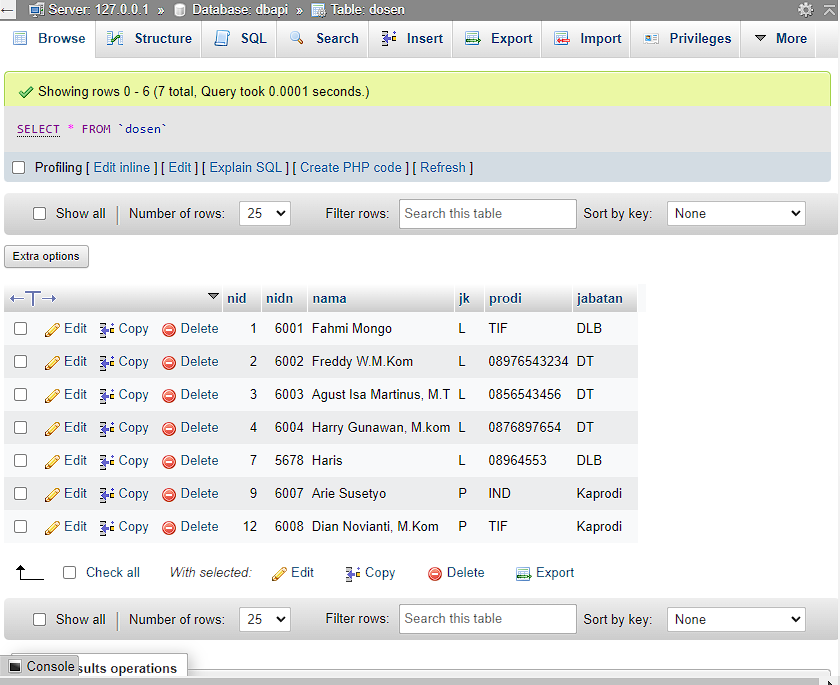 Server: 127.0.0.1 » Database: dbapi » Table: dosen
Browse Structure SQL Search Insert Export Import Privileges More
Showing rows 0 - 6 (7 total, Query took 0.0001 seconds.)
SELECT * FROM `dosen`
Profiling [ Edit inline ] [ Edit ] [ Explain SQL ] [ Create PHP code ] [ Refresh ]
Show all | Number of rows: 25 Filter rows: Search this table Sort by key: None
Extra options
←T→ nid nidn nama jk prodi jabatan
Edit Copy Delete 1 6001 Fahmi Mongo L TIF DLB
Edit Copy Delete 2 6002 Freddy W.M.Kom L 08976543234 DT
Edit Copy Delete 3 6003 Agust Isa Martinus, M.T L 0856543456 DT
Edit Copy Delete 4 6004 Harry Gunawan, M.kom L 0876897654 DT
Edit Copy Delete 7 5678 Haris L 08964553 DLB
Edit Copy Delete 9 6007 Arie Susetyo P IND Kaprodi
Edit Copy Delete 12 6008 Dian Novianti, M.Kom P TIF Kaprodi
Check all With selected: Edit Copy Delete Export
Show all | Number of rows: 25 Filter rows: Search this table Sort by key: None
Console sults operations